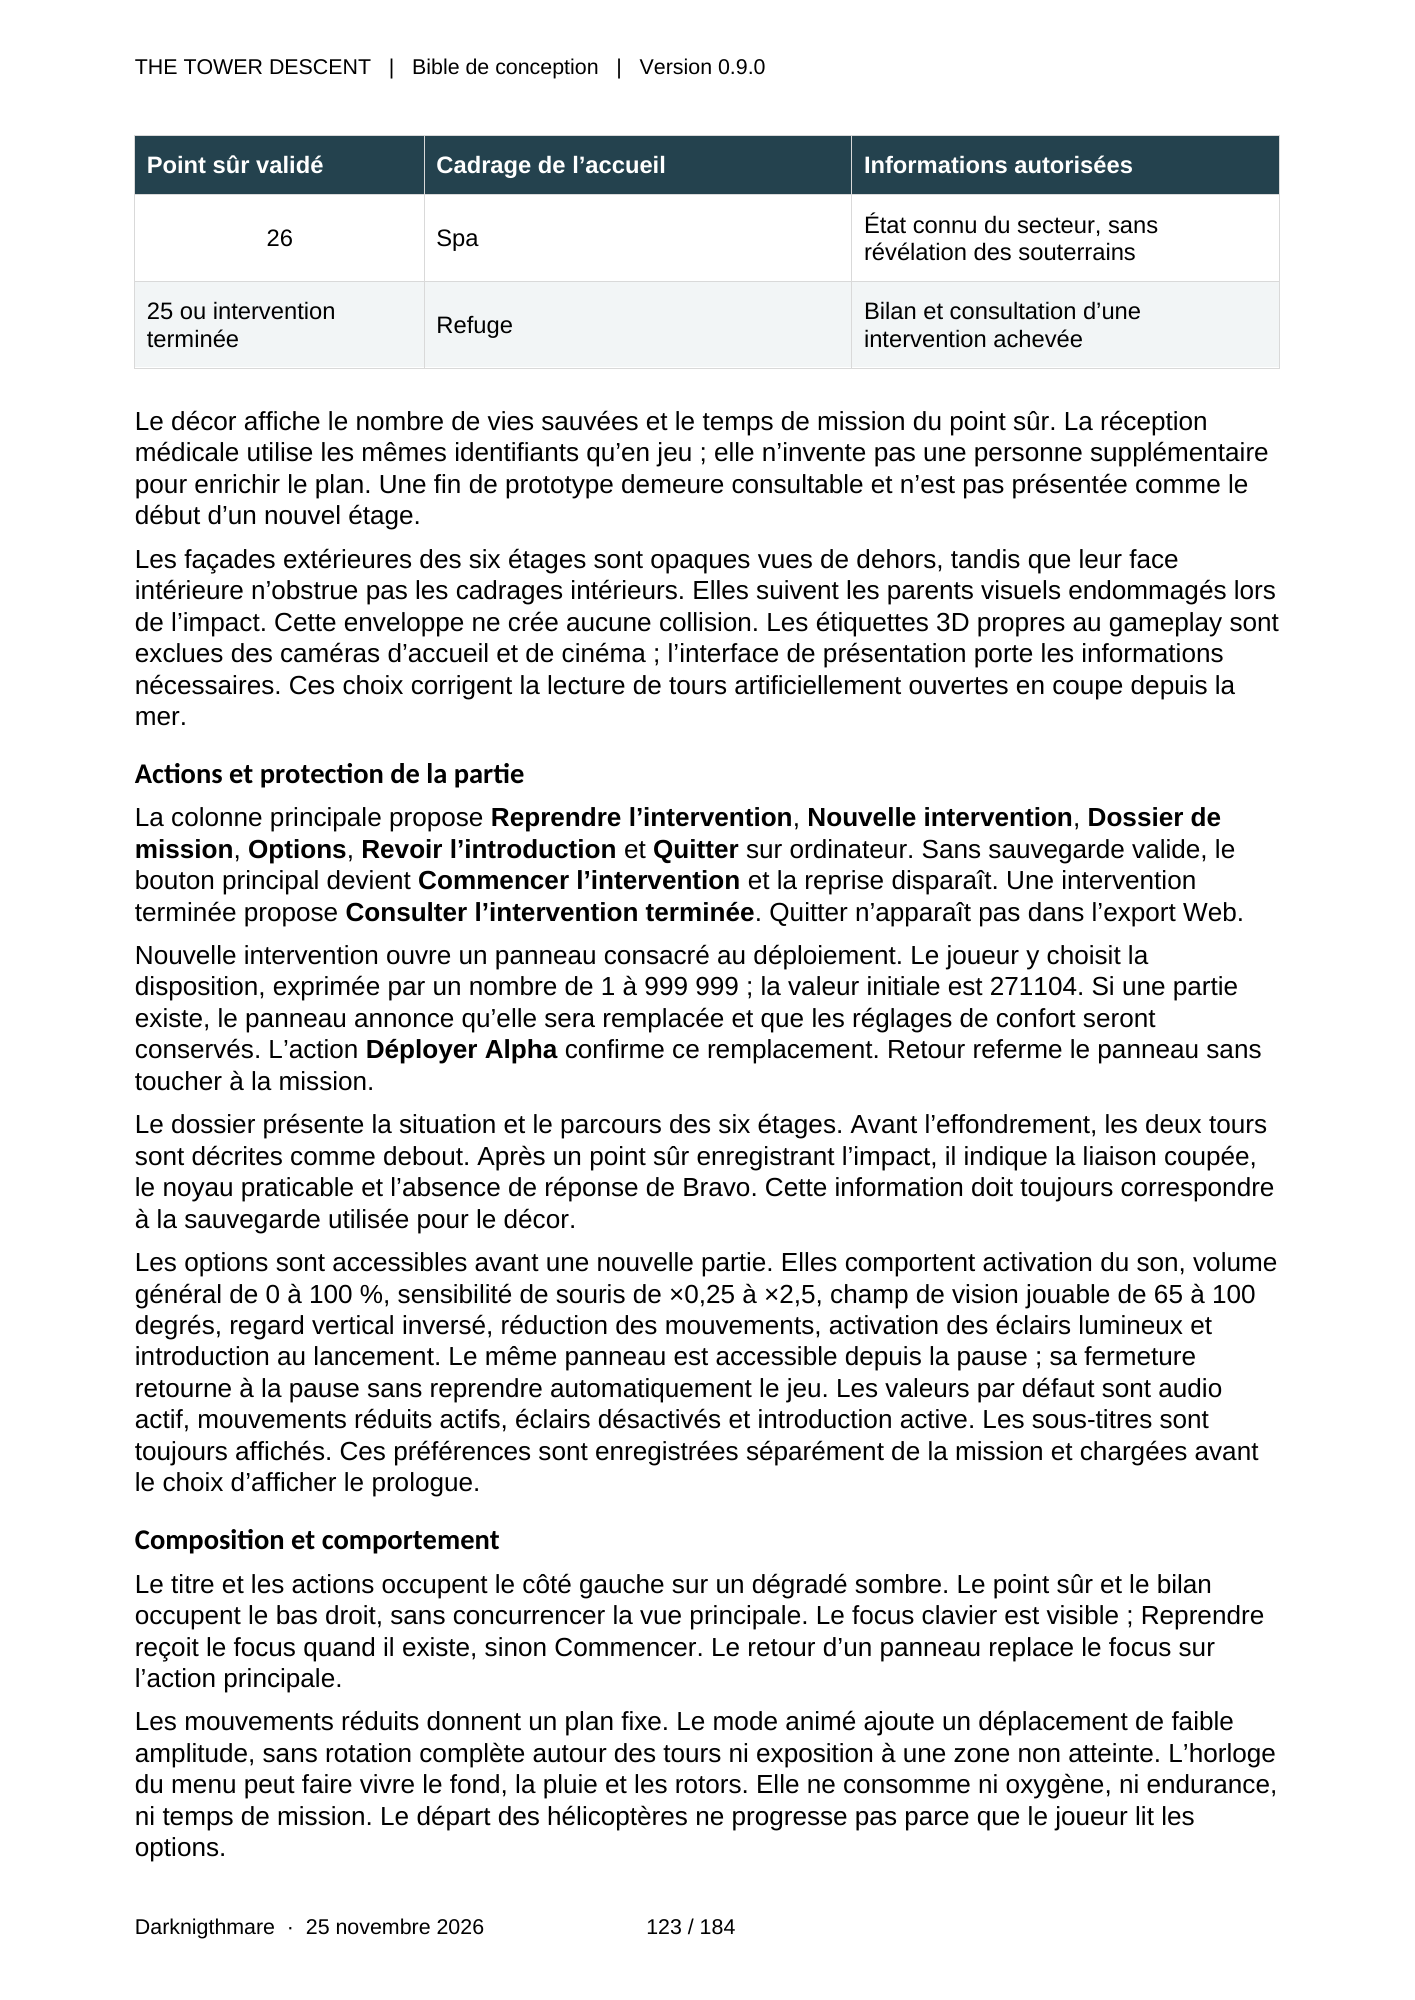 THE TOWER DESCENT | Bible de conception | Version 0.9.0
Point sûr validé
Cadrage de l’accueil
Informations autorisées
26
Spa
État connu du secteur, sans
révélation des souterrains
25 ou intervention
terminée
Refuge
Bilan et consultation d’une
intervention achevée
Le décor affiche le nombre de vies sauvées et le temps de mission du point sûr. La réception
médicale utilise les mêmes identifiants qu’en jeu ; elle n’invente pas une personne supplémentaire
pour enrichir le plan. Une fin de prototype demeure consultable et n’est pas présentée comme le
début d’un nouvel étage.
Les façades extérieures des six étages sont opaques vues de dehors, tandis que leur face
intérieure n’obstrue pas les cadrages intérieurs. Elles suivent les parents visuels endommagés lors
de l’impact. Cette enveloppe ne crée aucune collision. Les étiquettes 3D propres au gameplay sont
exclues des caméras d’accueil et de cinéma ; l’interface de présentation porte les informations
nécessaires. Ces choix corrigent la lecture de tours artificiellement ouvertes en coupe depuis la
mer.
Actions et protection de la partie
La colonne principale propose Reprendre l’intervention, Nouvelle intervention, Dossier de
mission, Options, Revoir l’introduction et Quitter sur ordinateur. Sans sauvegarde valide, le
bouton principal devient Commencer l’intervention et la reprise disparaît. Une intervention
terminée propose Consulter l’intervention terminée. Quitter n’apparaît pas dans l’export Web.
Nouvelle intervention ouvre un panneau consacré au déploiement. Le joueur y choisit la
disposition, exprimée par un nombre de 1 à 999 999 ; la valeur initiale est 271104. Si une partie
existe, le panneau annonce qu’elle sera remplacée et que les réglages de confort seront
conservés. L’action Déployer Alpha confirme ce remplacement. Retour referme le panneau sans
toucher à la mission.
Le dossier présente la situation et le parcours des six étages. Avant l’effondrement, les deux tours
sont décrites comme debout. Après un point sûr enregistrant l’impact, il indique la liaison coupée,
le noyau praticable et l’absence de réponse de Bravo. Cette information doit toujours correspondre
à la sauvegarde utilisée pour le décor.
Les options sont accessibles avant une nouvelle partie. Elles comportent activation du son, volume
général de 0 à 100 %, sensibilité de souris de ×0,25 à ×2,5, champ de vision jouable de 65 à 100
degrés, regard vertical inversé, réduction des mouvements, activation des éclairs lumineux et
introduction au lancement. Le même panneau est accessible depuis la pause ; sa fermeture
retourne à la pause sans reprendre automatiquement le jeu. Les valeurs par défaut sont audio
actif, mouvements réduits actifs, éclairs désactivés et introduction active. Les sous-titres sont
toujours affichés. Ces préférences sont enregistrées séparément de la mission et chargées avant
le choix d’afficher le prologue.
Composition et comportement
Le titre et les actions occupent le côté gauche sur un dégradé sombre. Le point sûr et le bilan
occupent le bas droit, sans concurrencer la vue principale. Le focus clavier est visible ; Reprendre
reçoit le focus quand il existe, sinon Commencer. Le retour d’un panneau replace le focus sur
l’action principale.
Les mouvements réduits donnent un plan fixe. Le mode animé ajoute un déplacement de faible
amplitude, sans rotation complète autour des tours ni exposition à une zone non atteinte. L’horloge
du menu peut faire vivre le fond, la pluie et les rotors. Elle ne consomme ni oxygène, ni endurance,
ni temps de mission. Le départ des hélicoptères ne progresse pas parce que le joueur lit les
options.
Darknigthmare · 25 novembre 2026
123 / 184